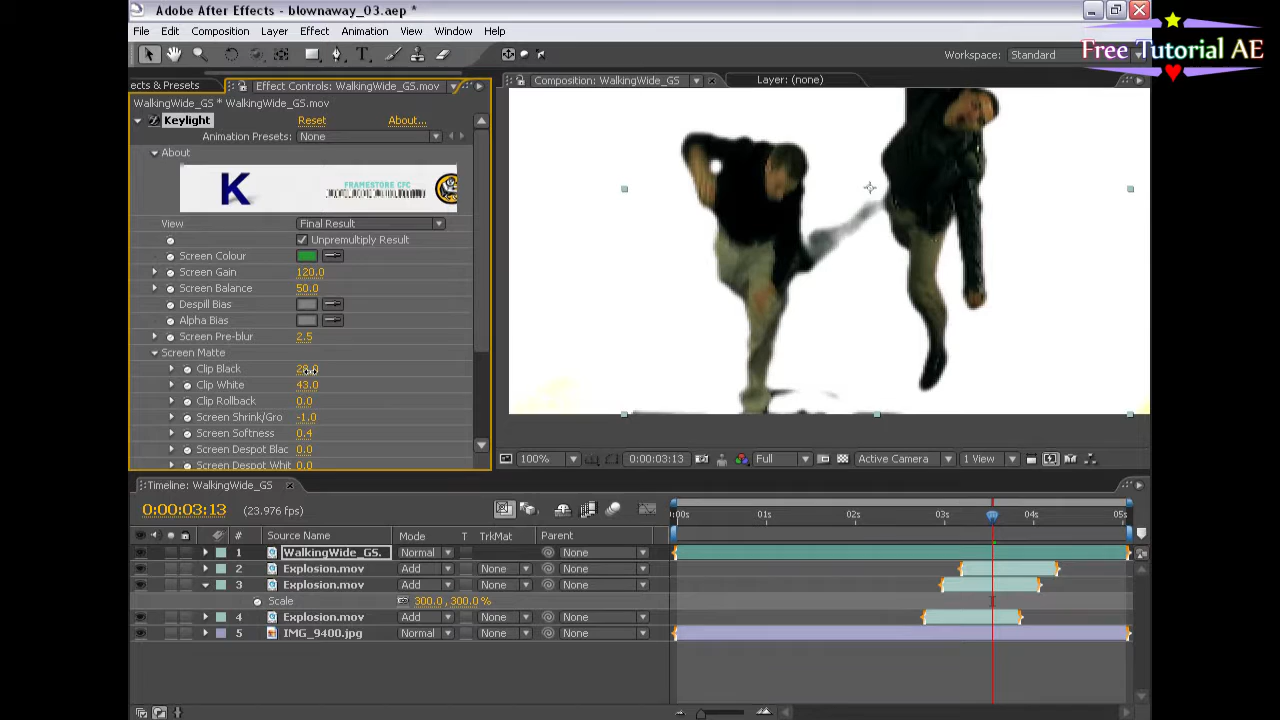 Adobe After Effects - blownaway_03.aep *
File Edit Composition Layer Effect Animation View Window Help
Workspace: Standard
Free Tutorial AE
ects & Presets Effect Controls: WalkingWide_GS.mov
Composition: WalkingWide_GS Layer: (none)
WalkingWide_GS * WalkingWide_GS.mov
Keylight Reset About...
Animation Presets: None
About
K FRAMESTORE CFC
View Final Result
Unpremultiply Result
Screen Colour
Screen Gain 120.0
Screen Balance 50.0
Despill Bias
Alpha Bias
Screen Pre-blur 2.5
Screen Matte
Clip Black
Clip White 43.0
Clip Rollback 0.0
Screen Shrink/Gro -1.0
Screen Softness 0.4
Screen Despot Blac 0.0
Screen Despot Whit 0.0
100% 0:00:03:13 Full Active Camera 1 View
Timeline: WalkingWide_GS
0:00:03:13 (23.976 fps)
:00s 01s 02s 03s 04s 05s
# Source Name Mode T TrkMat Parent
1 WalkingWide_GS. Normal None
2 Explosion.mov Add None None
3 Explosion.mov Add None None
Scale 300.0, 300.0 %
4 Explosion.mov Add None None
5 IMG_9400.jpg Normal None None